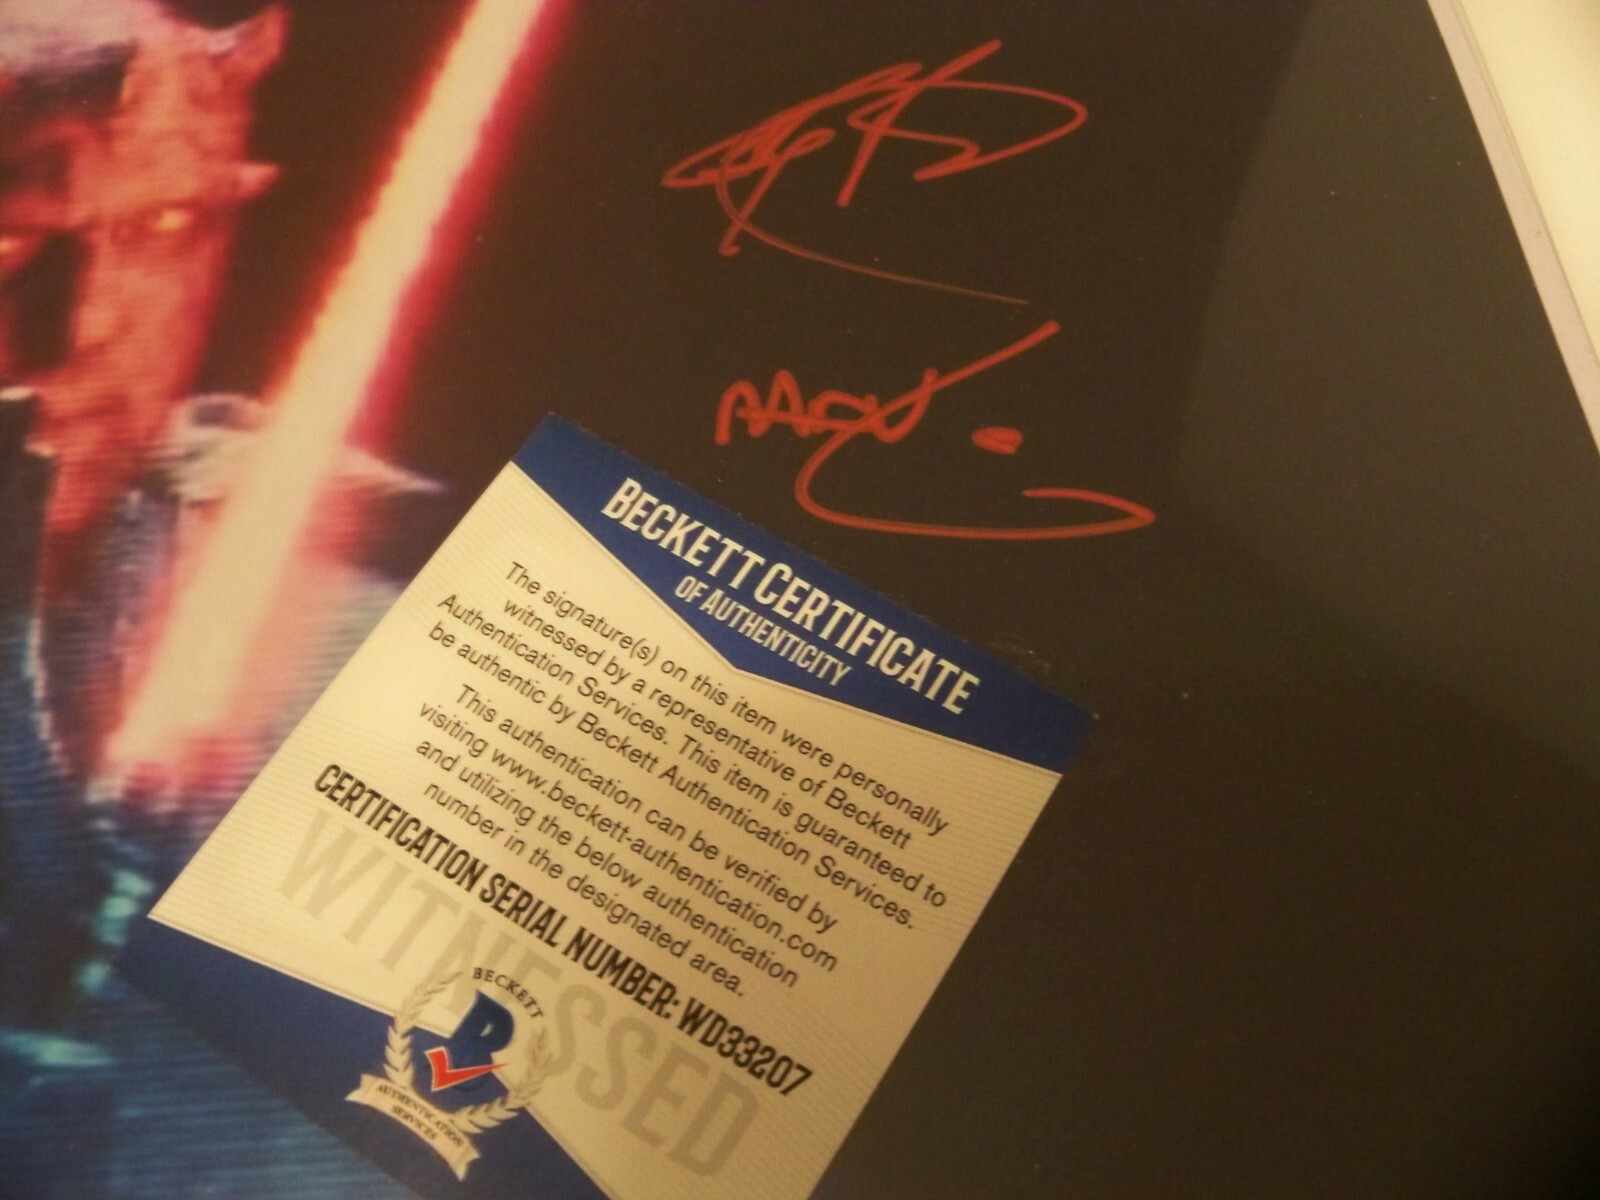 BECKETT CERTIFICATE
OF AUTHENTICITY
The signature(s) on this item were personally
witnessed by a representative of Beckett
Authentication Services. This item is guaranteed to
be authentic by Beckett Authentication Services.
This authentication can be verified by
visiting www.beckett-authentication.com
and utilizing the below authentication
number in the designated area.
CERTIFICATION SERIAL NUMBER: WD33207
WITNESSED
BECKETT
AUTHENTICATION
SERVICES